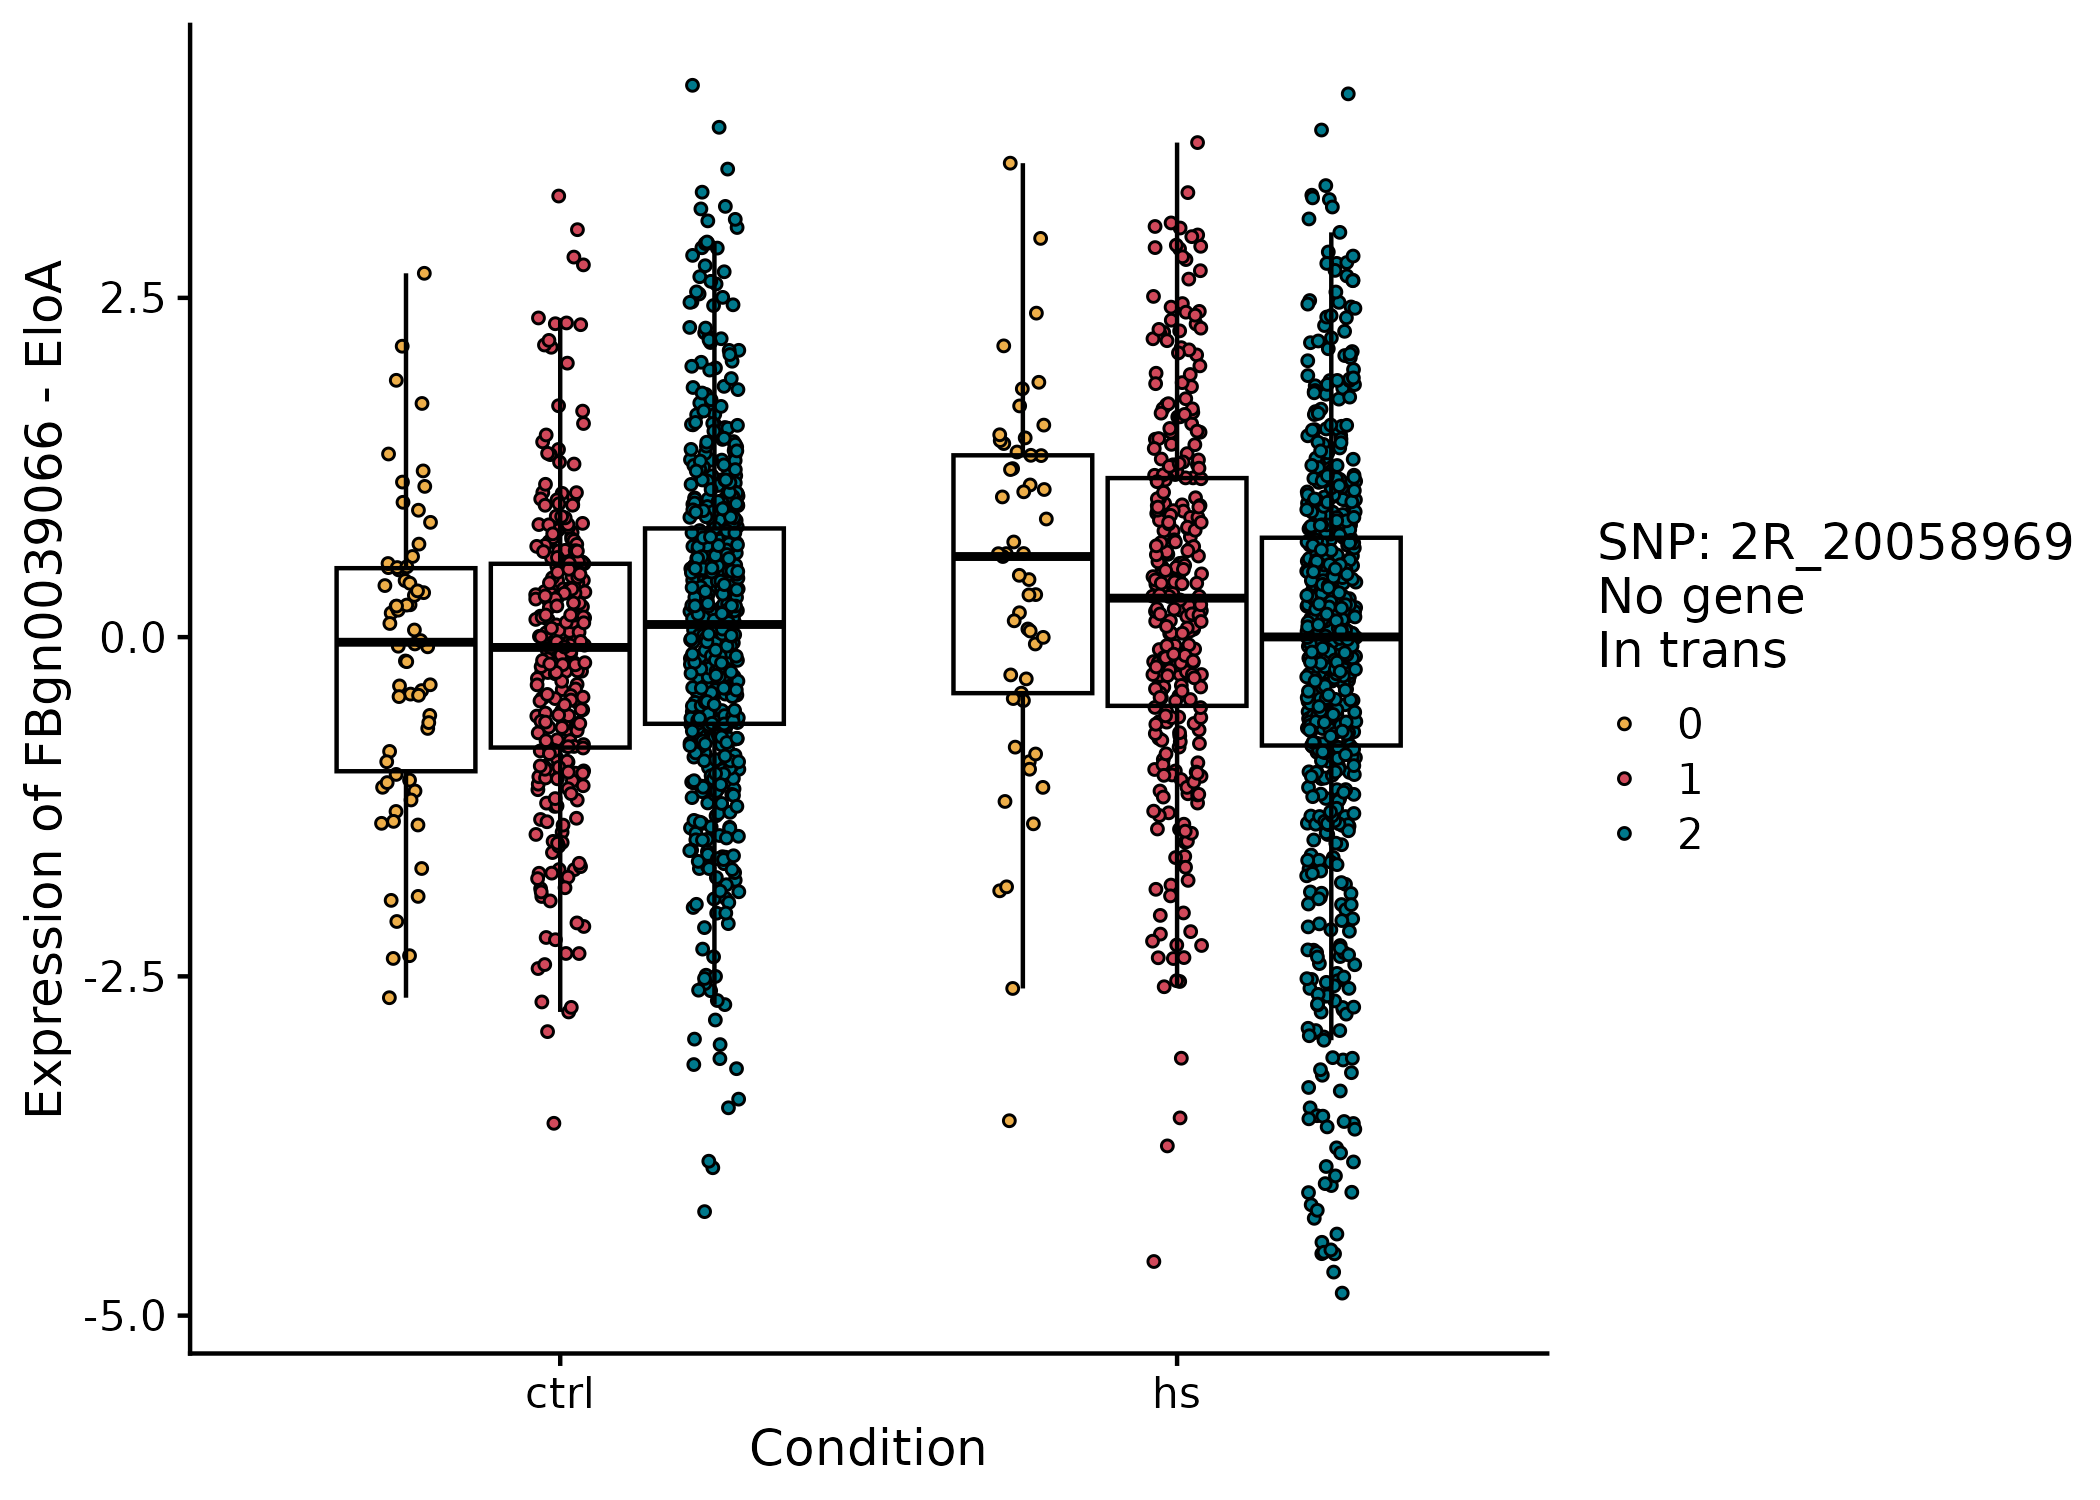 Expression of FBgn0039066 - EloA
2.5
0.0
-2.5
-5.0
ctrl
hs
Condition
SNP: 2R_20058969
No gene
In trans
0
1
2